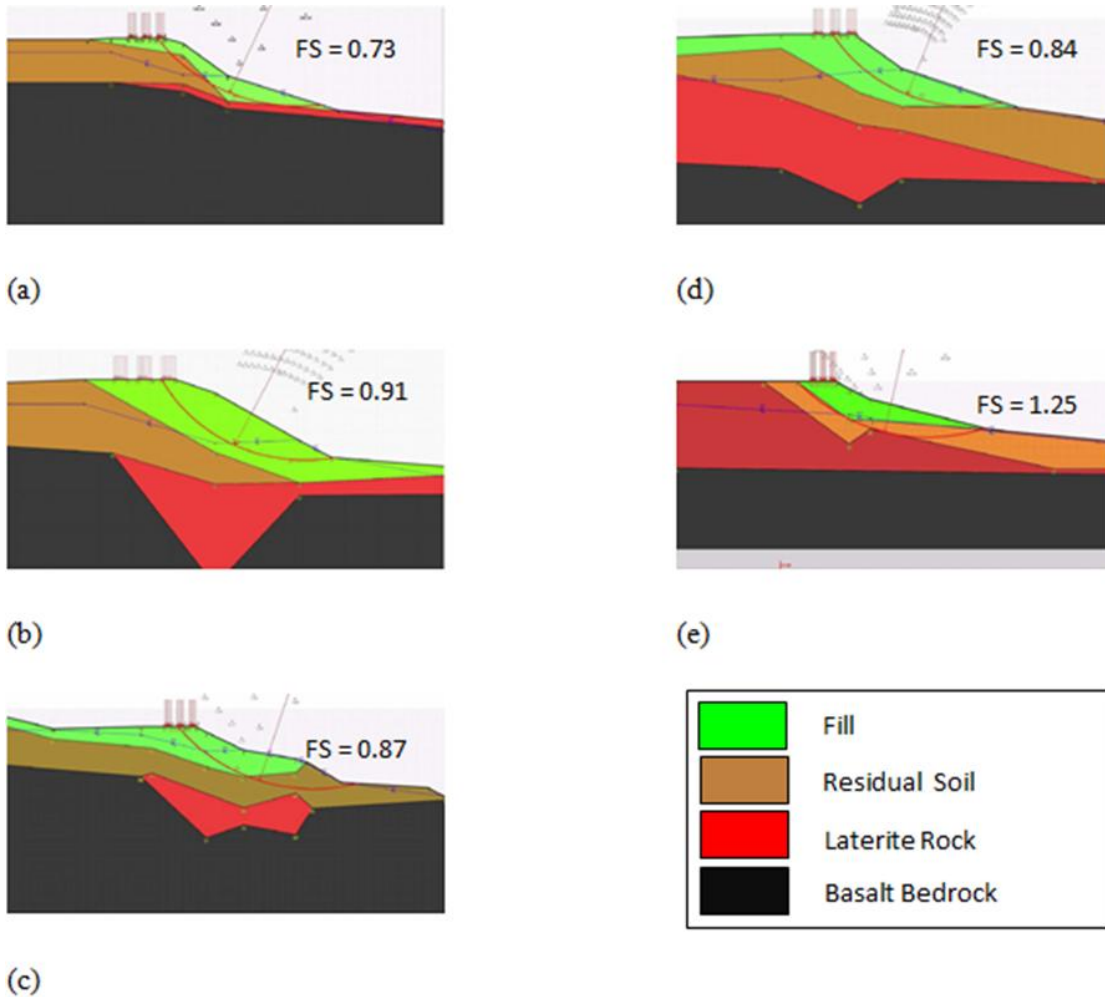 FS = 0.73
(a)
FS = 0.84
(d)
FS = 0.91
(b)
FS = 1.25
(e)
FS = 0.87
(c)
Fill
Residual Soil
Laterite Rock
Basalt Bedrock